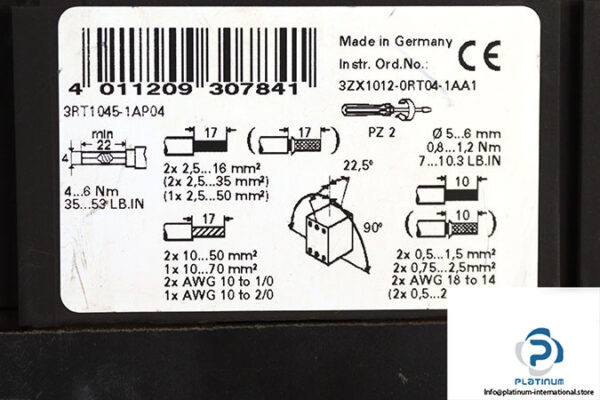 4 011209 307841
3RT1045-1AP04
Made in Germany
Instr. Ord.No.:
3ZX1012-0RT04-1AA1
CE
PZ 2
Ø 5...6 mm
0,8...1,2 Nm
7...10.3 LB.IN
min
22
4
4...6 Nm
35...53 LB.IN
17
( 17 )
2x 2,5...16 mm²
(2x 2,5...35 mm²)
(1x 2,5...50 mm²)
17
2x 10...50 mm²
1x 10...70 mm²
2x AWG 10 to 1/0
1x AWG 10 to 2/0
22,5°
90°
10
( 10 )
2x 0,5...1,5 mm²
2x 0,75...2,5mm²
2x AWG 18 to 14
(2x 0,5...2
P
PLATINUM
Info@platinum-international.store